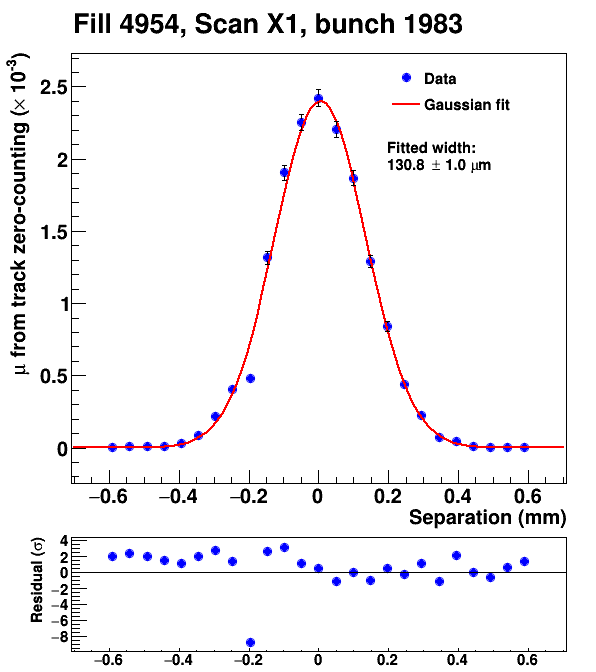 Fill 4954, Scan X1, bunch 1983
μ from track zero-counting (× 10⁻³)
Data
Gaussian fit
Fitted width:
130.8 ± 1.0 μm
2.5
2
1.5
1
0.5
0
−0.6 −0.4 −0.2 0 0.2 0.4 0.6
Separation (mm)
Residual (σ)
4
2
0
−2
−4
−6
−8
−0.6 −0.4 −0.2 0 0.2 0.4 0.6